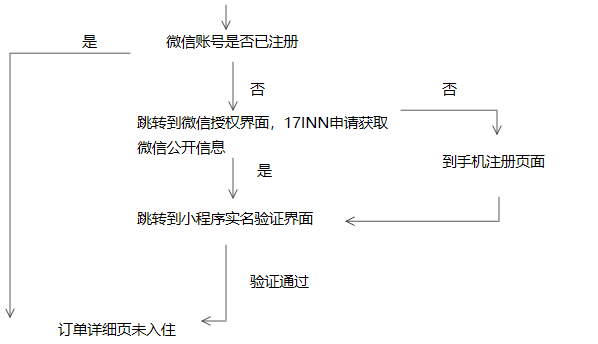 是
微信账号是否已注册
否
否
跳转到微信授权界面，17INN申请获取
微信公开信息
到手机注册页面
是
跳转到小程序实名验证界面
验证通过
订单详细页未入住